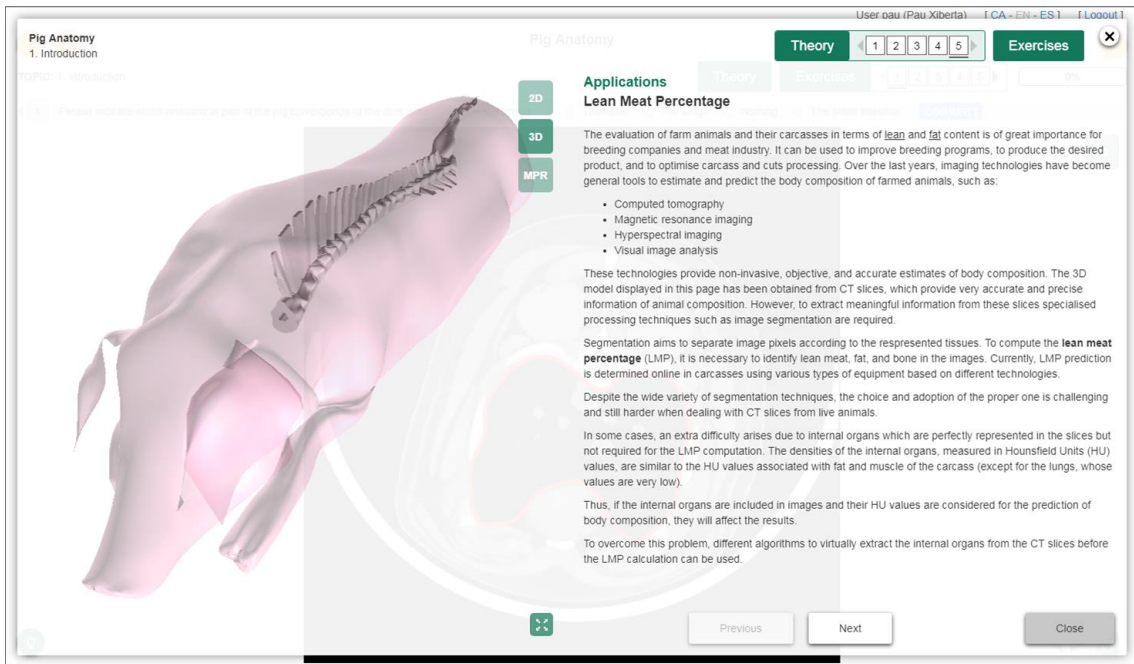 User pau (Pau Xiberta) [ CA - EN - ES ] [ Logout ]
Pig Anatomy
1. Introduction
Pig Anatomy
Theory
1 2 3 4 5
Exercises
TOPIC: 1. Introduction
Theory
Exercises
1 2 3 4 5
0%
2D
3D
MPR
Applications
Lean Meat Percentage
The evaluation of farm animals and their carcasses in terms of lean and fat content is of great importance for
breeding companies and meat industry. It can be used to improve breeding programs, to produce the desired
product, and to optimise carcass and cuts processing. Over the last years, imaging technologies have become
general tools to estimate and predict the body composition of farmed animals, such as:
• Computed tomography
• Magnetic resonance imaging
• Hyperspectral imaging
• Visual image analysis
These technologies provide non-invasive, objective, and accurate estimates of body composition. The 3D
model displayed in this page has been obtained from CT slices, which provide very accurate and precise
information of animal composition. However, to extract meaningful information from these slices specialised
processing techniques such as image segmentation are required.
Segmentation aims to separate image pixels according to the respresented tissues. To compute the lean meat
percentage (LMP), it is necessary to identify lean meat, fat, and bone in the images. Currently, LMP prediction
is determined online in carcasses using various types of equipment based on different technologies.
Despite the wide variety of segmentation techniques, the choice and adoption of the proper one is challenging
and still harder when dealing with CT slices from live animals.
In some cases, an extra difficulty arises due to internal organs which are perfectly represented in the slices but
not required for the LMP computation. The densities of the internal organs, measured in Hounsfield Units (HU)
values, are similar to the HU values associated with fat and muscle of the carcass (except for the lungs, whose
values are very low).
Thus, if the internal organs are included in images and their HU values are considered for the prediction of
body composition, they will affect the results.
To overcome this problem, different algorithms to virtually extract the internal organs from the CT slices before
the LMP calculation can be used.
Previous
Next
Close